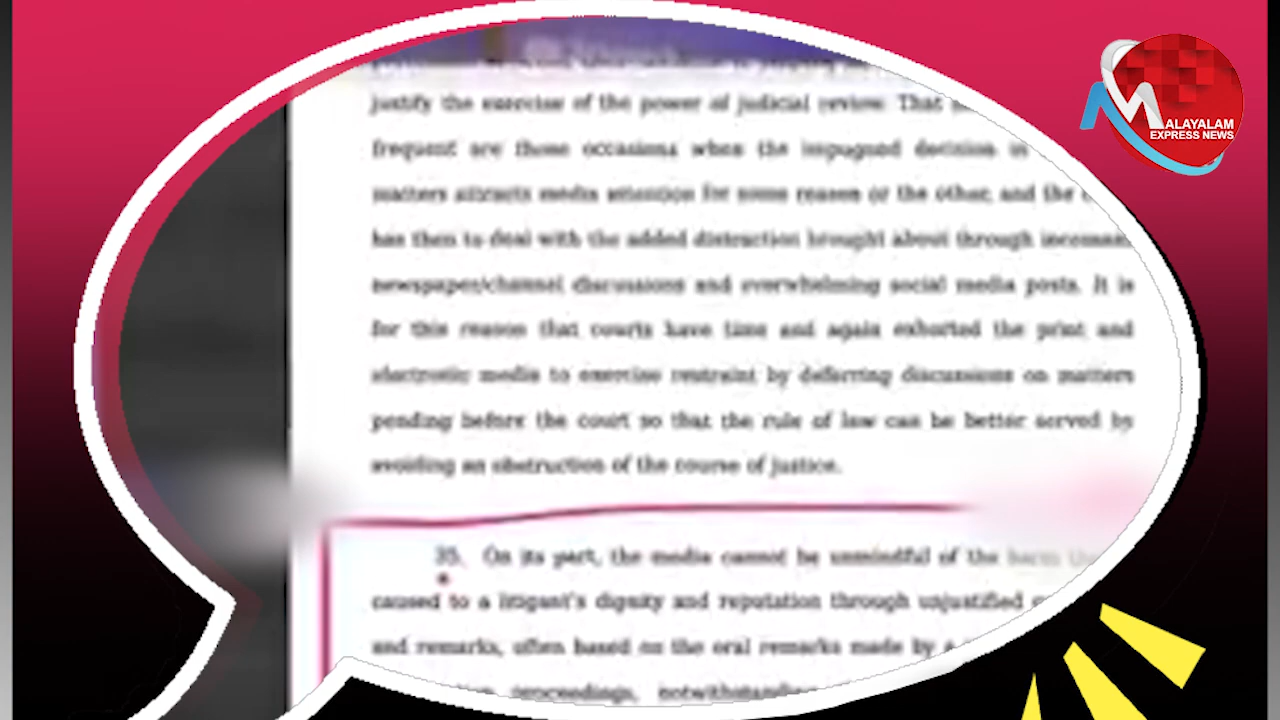 justify the exercise of the power of judicial review. That
frequent are those occasions when the impugned decision in
matters attracts media attention for some reason or the other, and the
has then to deal with the added distraction brought about through incessant
newspaper/channel discussions and overwhelming social media posts. It is
for this reason that courts have time and again exhorted the print and
electronic media to exercise restraint by deferring discussions on matters
pending before the court so that the rule of law can be better served by
avoiding an obstruction of the course of justice.
35. On its part, the media cannot be unmindful of the harm
caused to a litigant's dignity and reputation through unjustified
and remarks, often based on the oral remarks made by a
proceedings, notwithstanding
MALAYALAM
EXPRESS NEWS